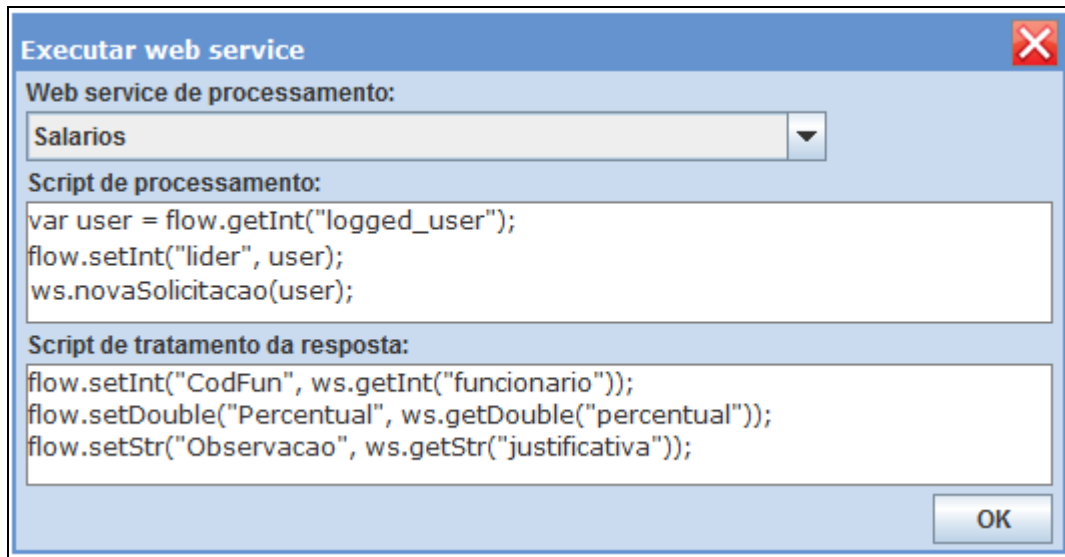 Executar web service
Web service de processamento:
Salarios
Script de processamento:
var user = flow.getInt("logged_user");
flow.setInt("lider", user);
ws.novaSolicitacao(user);
Script de tratamento da resposta:
flow.setInt("CodFun", ws.getInt("funcionario"));
flow.setDouble("Percentual", ws.getDouble("percentual"));
flow.setStr("Observacao", ws.getStr("justificativa"));
OK